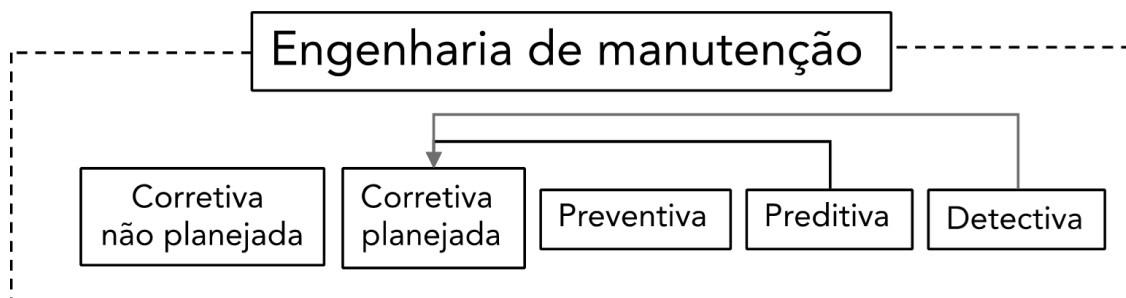 Engenharia de manutenção
Corretiva
não planejada
Corretiva
planejada
Preventiva
Preditiva
Detectiva